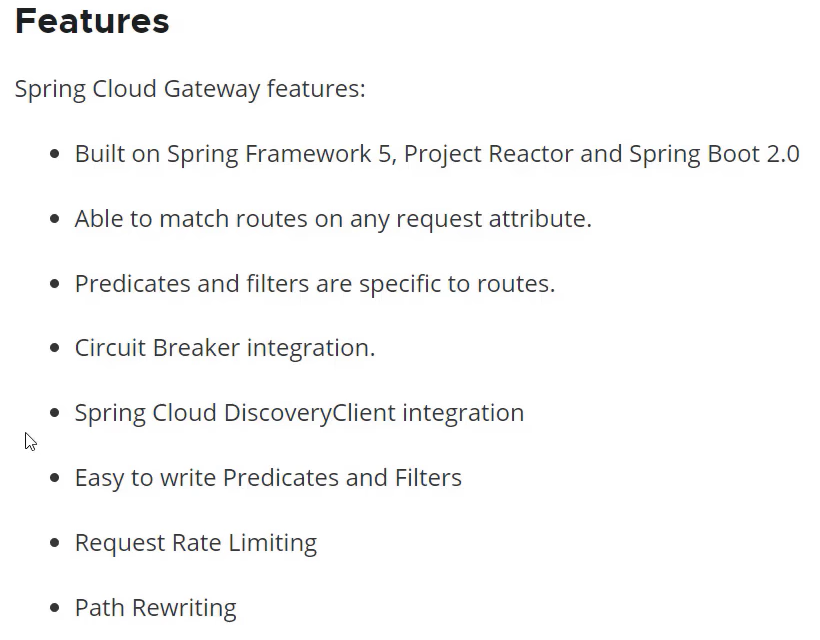 Features
Spring Cloud Gateway features:
• Built on Spring Framework 5, Project Reactor and Spring Boot 2.0
• Able to match routes on any request attribute.
• Predicates and filters are specific to routes.
• Circuit Breaker integration.
• Spring Cloud DiscoveryClient integration
• Easy to write Predicates and Filters
• Request Rate Limiting
• Path Rewriting